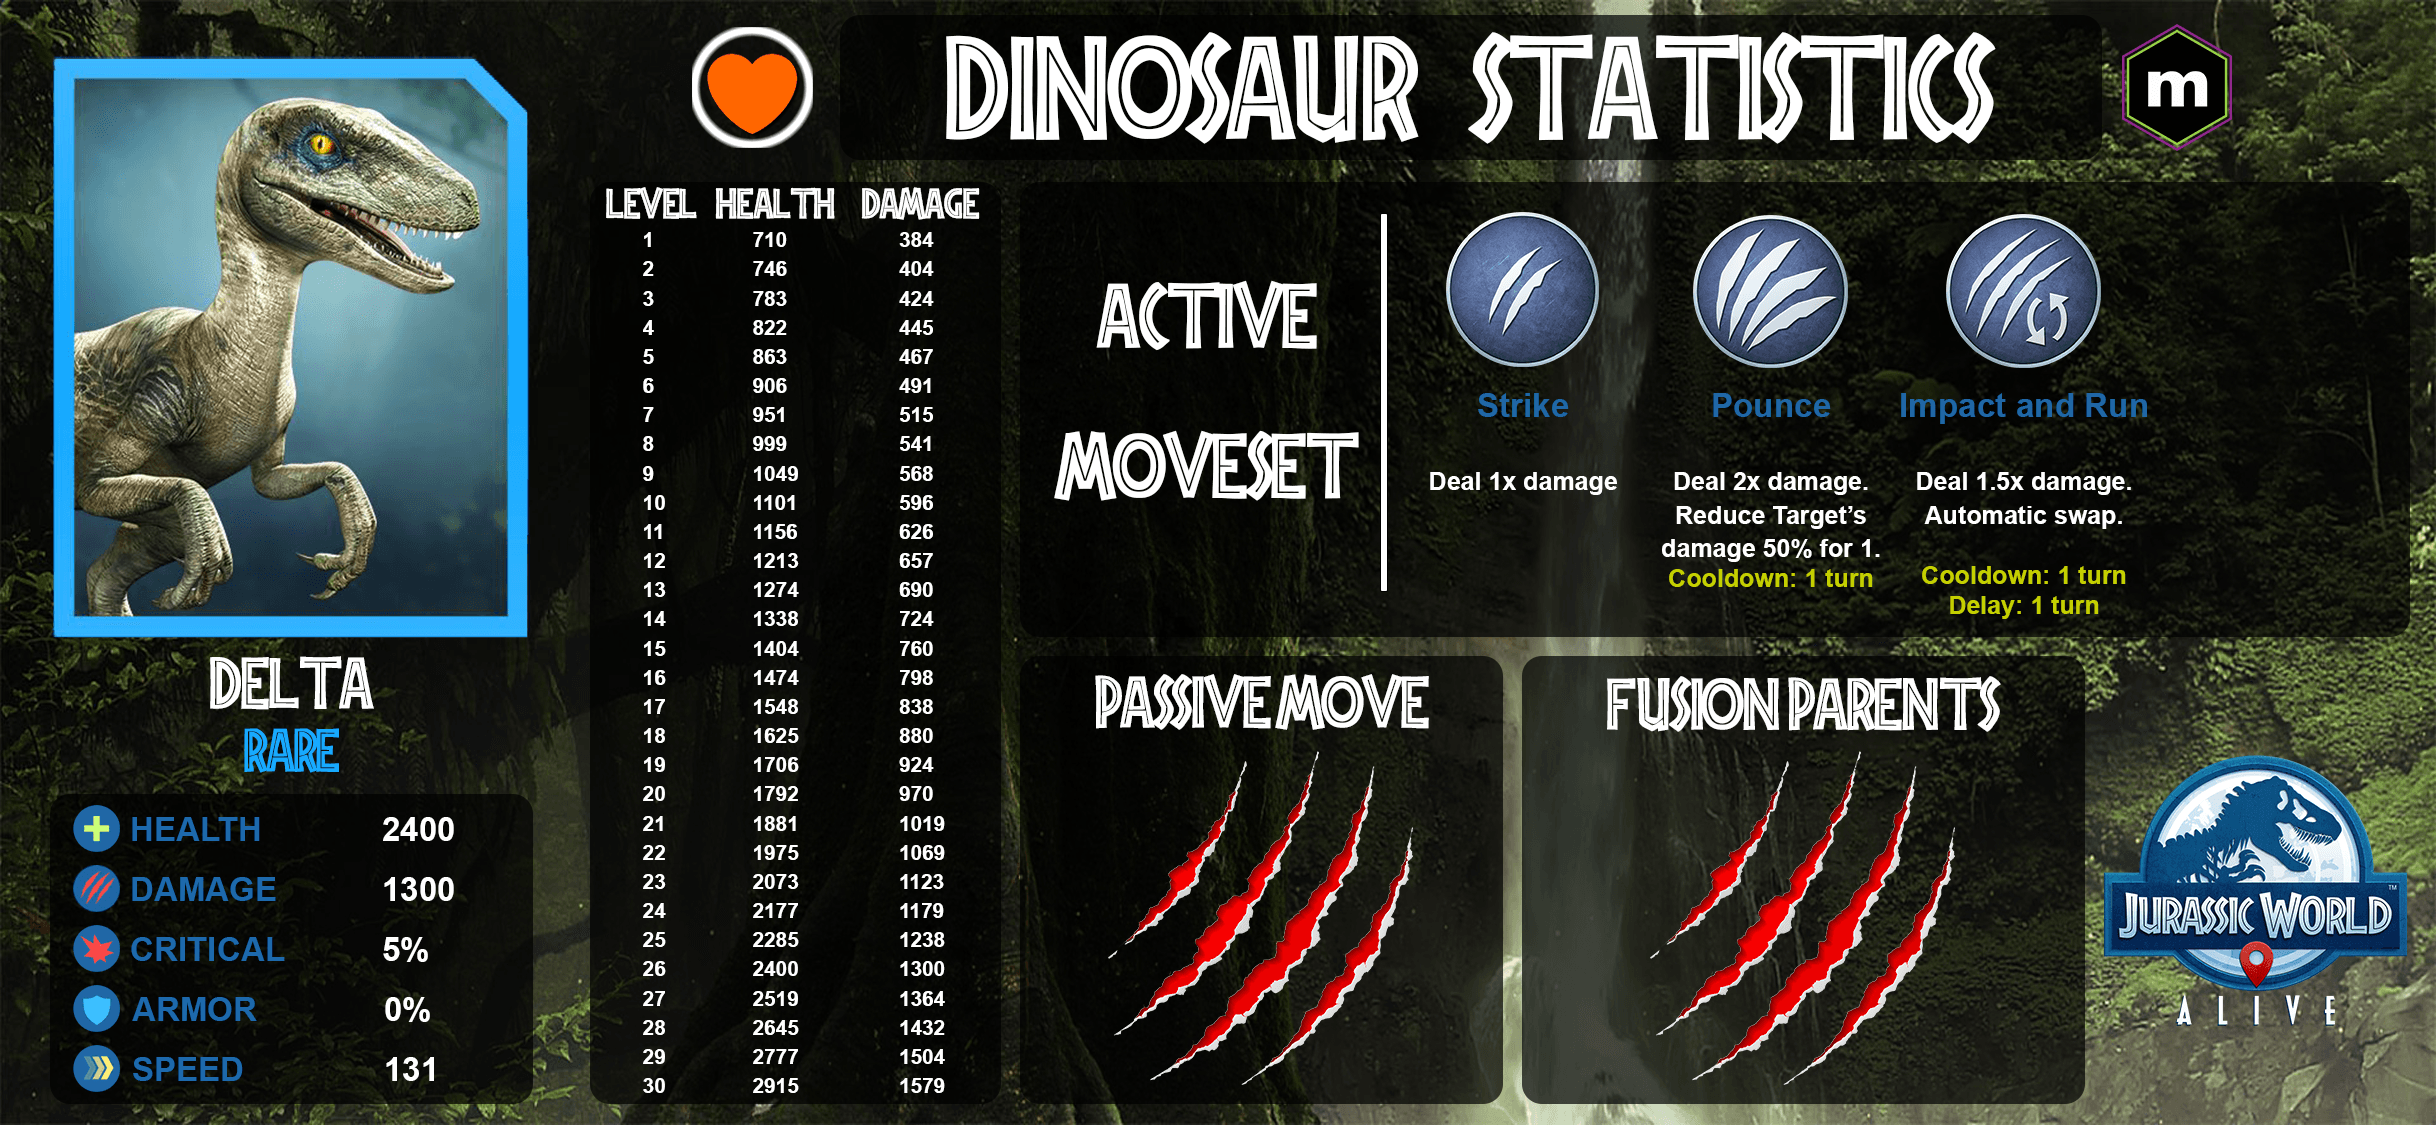 DINOSAUR STATISTICS
m
DELTA
RARE
HEALTH 2400
DAMAGE 1300
CRITICAL 5%
ARMOR 0%
SPEED 131
LEVEL HEALTH DAMAGE
1 710 384
2 746 404
3 783 424
4 822 445
5 863 467
6 906 491
7 951 515
8 999 541
9 1049 568
10 1101 596
11 1156 626
12 1213 657
13 1274 690
14 1338 724
15 1404 760
16 1474 798
17 1548 838
18 1625 880
19 1706 924
20 1792 970
21 1881 1019
22 1975 1069
23 2073 1123
24 2177 1179
25 2285 1238
26 2400 1300
27 2519 1364
28 2645 1432
29 2777 1504
30 2915 1579
ACTIVE
MOVESET
Strike
Deal 1x damage
Pounce
Deal 2x damage.
Reduce Target’s
damage 50% for 1.
Cooldown: 1 turn
Impact and Run
Deal 1.5x damage.
Automatic swap.
Cooldown: 1 turn
Delay: 1 turn
PASSIVE MOVE
FUSION PARENTS
JURASSIC WORLD™
ALIVE